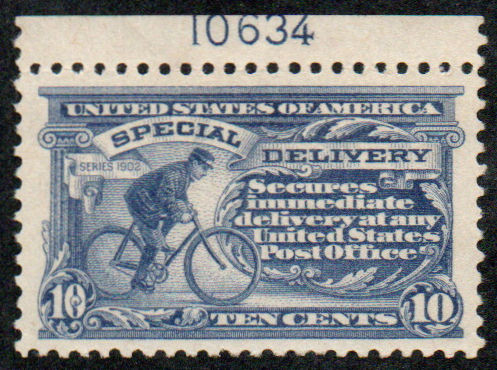 10634
UNITED STATES OF AMERICA
SPECIAL
DELIVERY
SERIES 1902
Secures
immediate
delivery at any
United States
Post Office
10
TEN CENTS
10